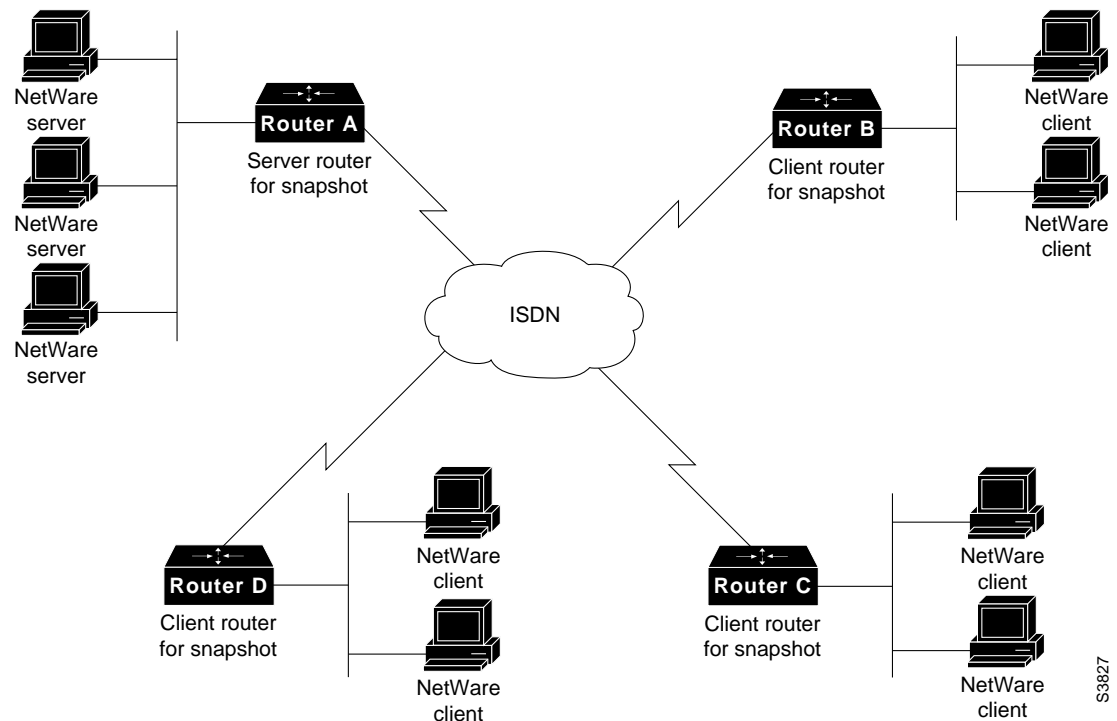 NetWare
server
NetWare
server
NetWare
server
Router A
Server router
for snapshot
Router B
Client router
for snapshot
NetWare
client
NetWare
client
ISDN
Router D
Client router
for snapshot
NetWare
client
NetWare
client
Router C
Client router
for snapshot
NetWare
client
NetWare
client
S3827